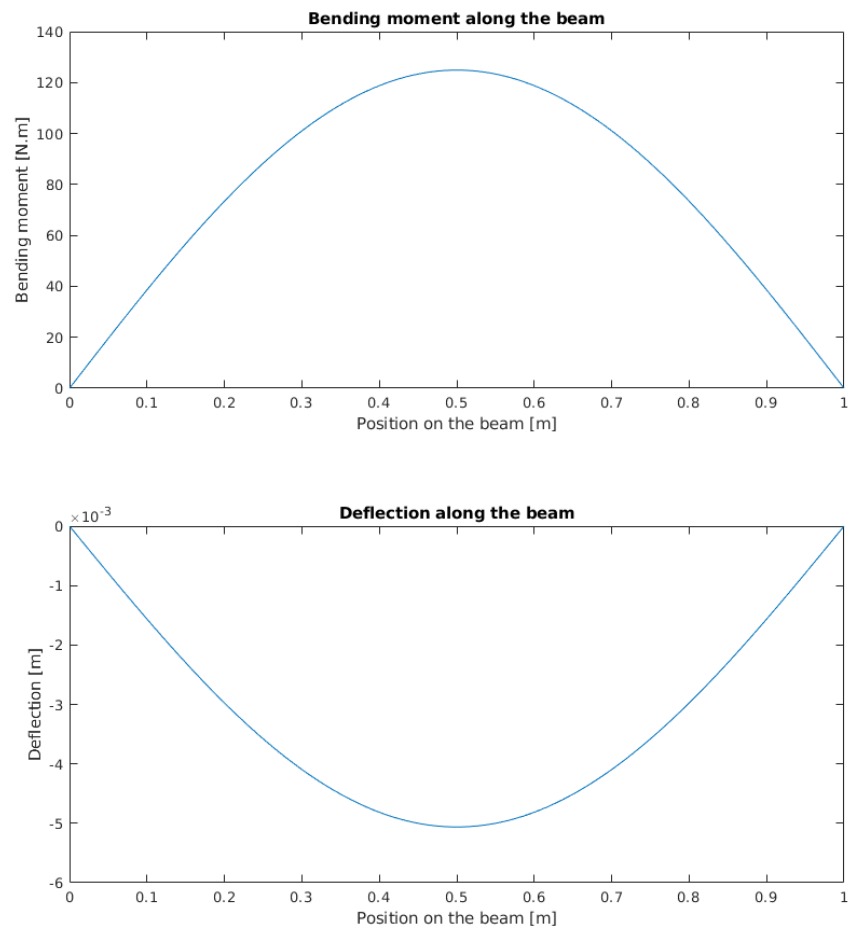 Bending moment along the beam
140
120
100
80
60
40
20
0
Bending moment [N.m]
0 0.1 0.2 0.3 0.4 0.5 0.6 0.7 0.8 0.9 1
Position on the beam [m]
×10-3
Deflection along the beam
0
-1
-2
-3
-4
-5
-6
Deflection [m]
0 0.1 0.2 0.3 0.4 0.5 0.6 0.7 0.8 0.9 1
Position on the beam [m]